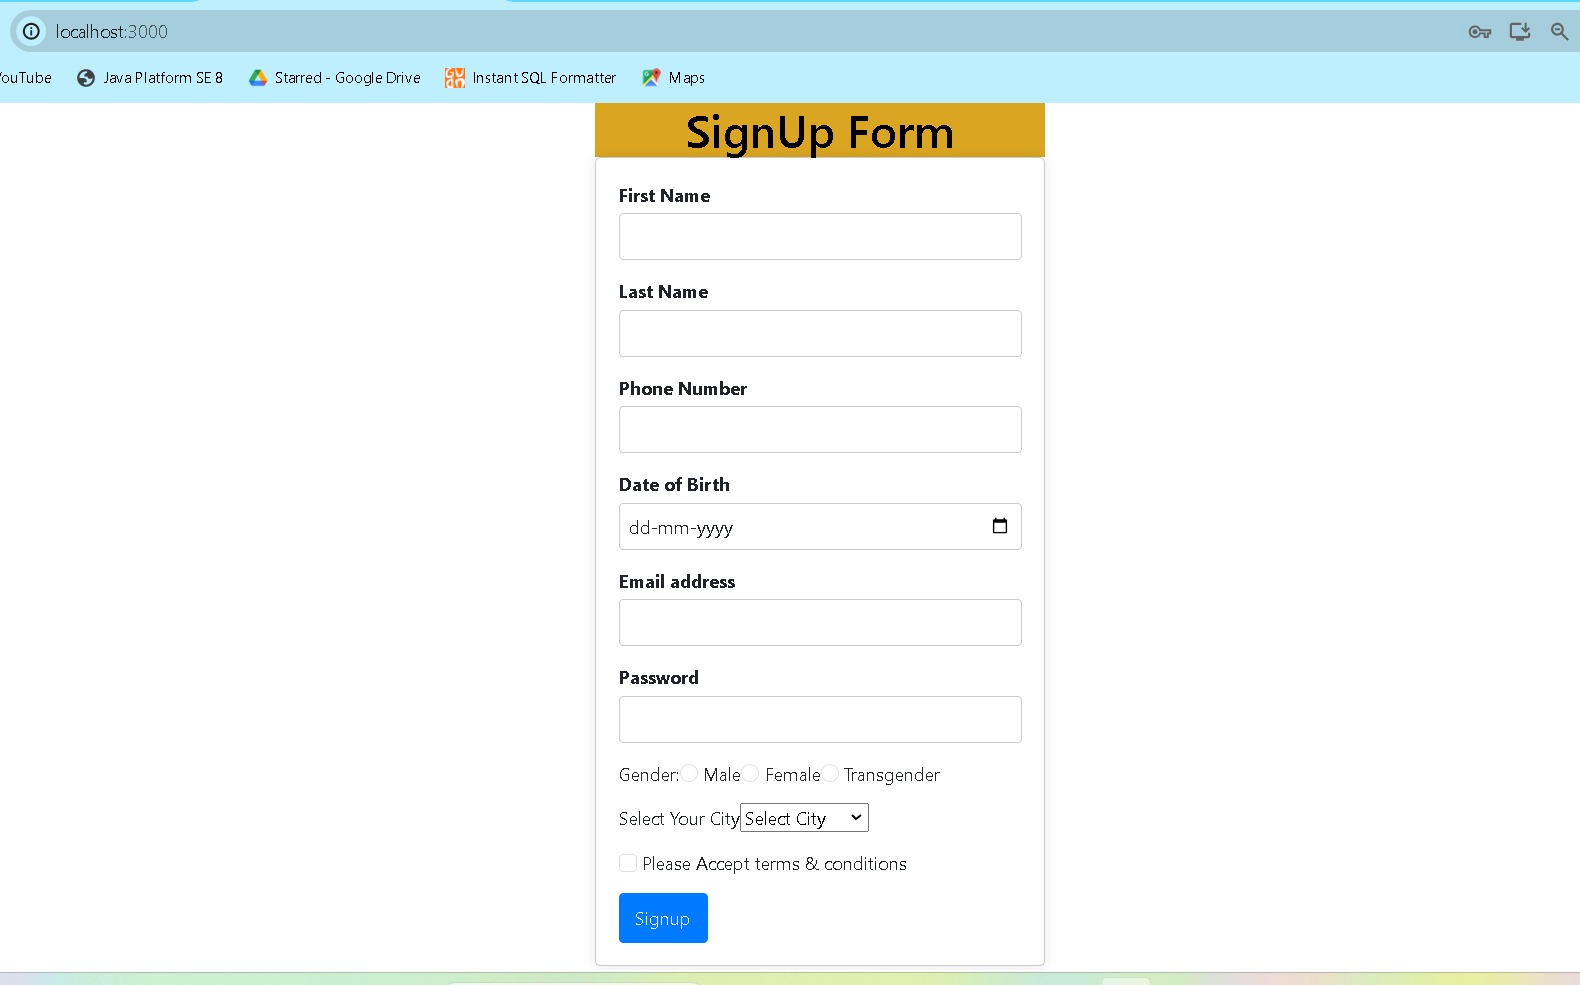 localhost:3000
YouTube Java Platform SE 8 Starred - Google Drive Instant SQL Formatter Maps
SignUp Form
First Name
Last Name
Phone Number
Date of Birth
dd-mm-yyyy
Email address
Password
Gender: Male Female Transgender
Select Your City Select City
Please Accept terms & conditions
Signup